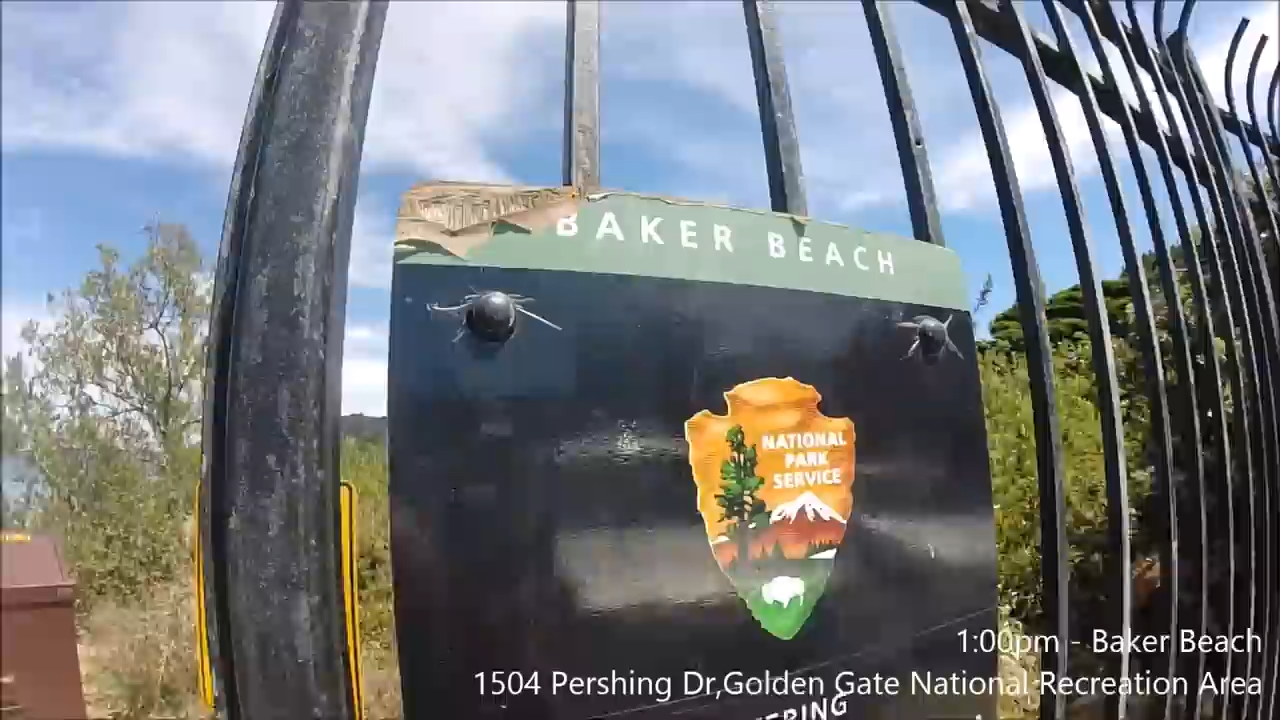 BAKER BEACH
NATIONAL
PARK
SERVICE
1:00pm - Baker Beach
1504 Pershing Dr,Golden Gate National Recreation Area